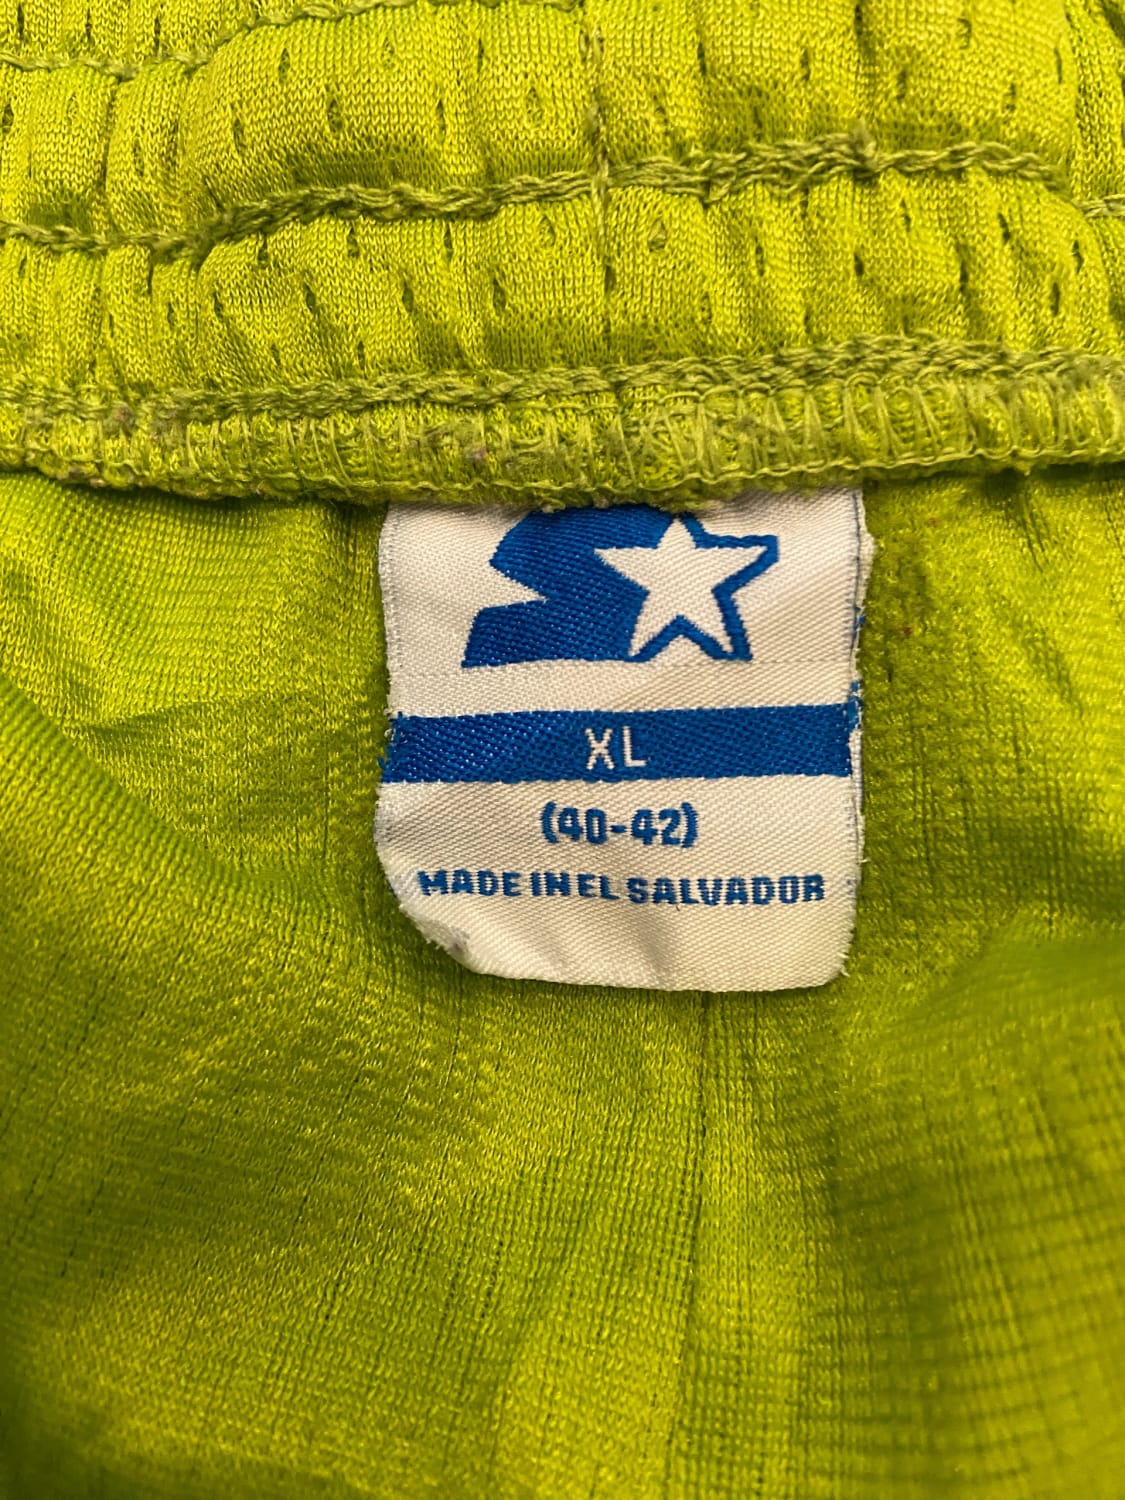 XL
(40-42)
MADE IN EL SALVADOR